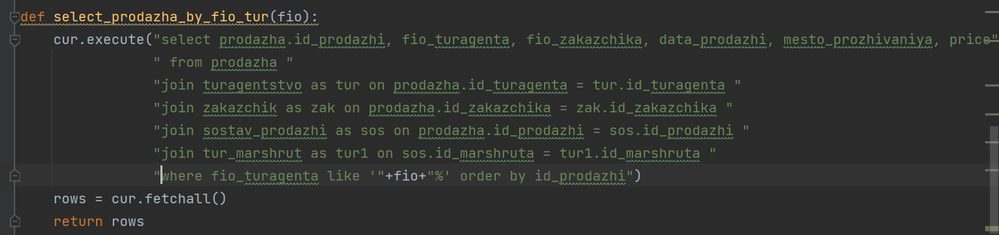 def select_prodazha_by_fio_tur(fio):
    cur.execute("select prodazha.id_prodazhi, fio_turagenta, fio_zakazchika, data_prodazhi, mesto_prozhivaniya, price"
                " from prodazha "
                "join turagentstvo as tur on prodazha.id_turagenta = tur.id_turagenta "
                "join zakazchik as zak on prodazha.id_zakazchika = zak.id_zakazchika "
                "join sostav_prodazhi as sos on prodazha.id_prodazhi = sos.id_prodazhi "
                "join tur_marshrut as tur1 on sos.id_marshruta = tur1.id_marshruta "
                "where fio_turagenta like '"+fio+"%' order by id_prodazhi")
    rows = cur.fetchall()
    return rows